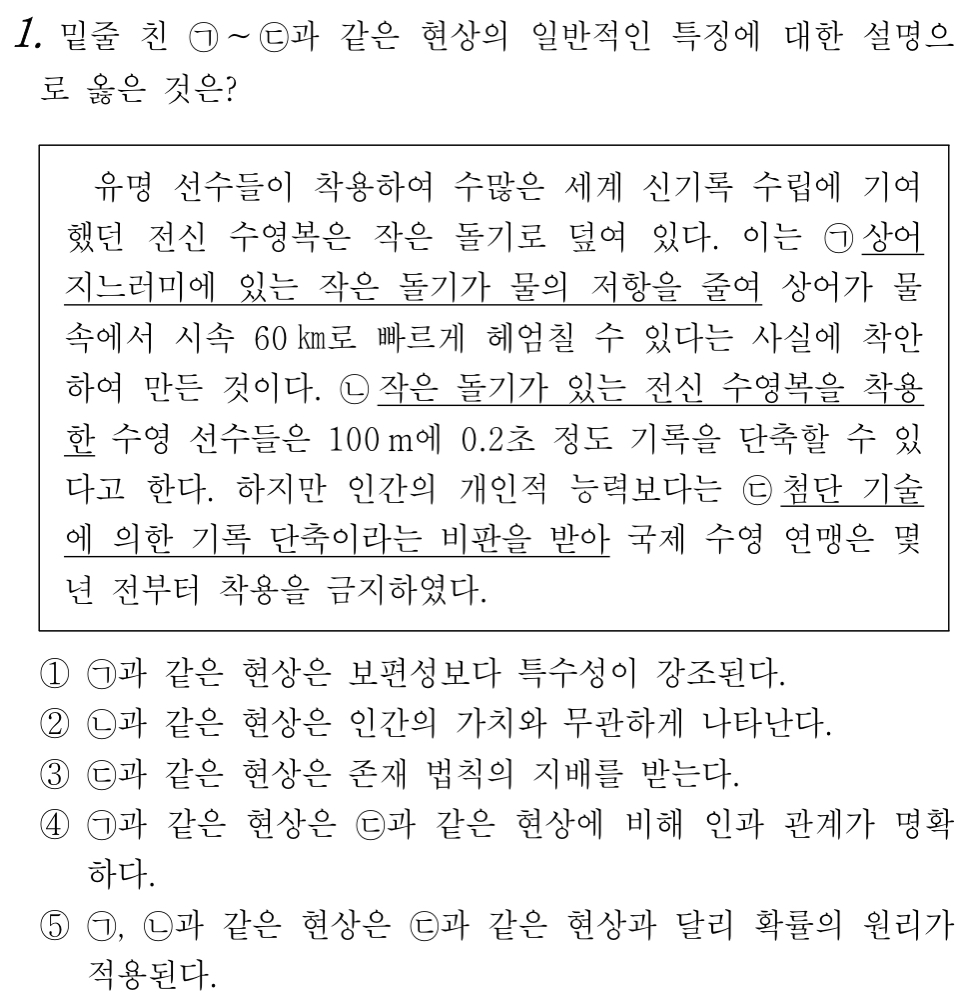 1. 밑줄 친 ㉠~㉢과 같은 현상의 일반적인 특징에 대한 설명으
로 옳은 것은?
유명 선수들이 착용하여 수많은 세계 신기록 수립에 기여
했던 전신 수영복은 작은 돌기로 덮여 있다. 이는 ㉠상어
지느러미에 있는 작은 돌기가 물의 저항을 줄여 상어가 물
속에서 시속 60㎞로 빠르게 헤엄칠 수 있다는 사실에 착안
하여 만든 것이다. ㉡작은 돌기가 있는 전신 수영복을 착용
한 수영 선수들은 100m에 0.2초 정도 기록을 단축할 수 있
다고 한다. 하지만 인간의 개인적 능력보다는 ㉢첨단 기술
에 의한 기록 단축이라는 비판을 받아 국제 수영 연맹은 몇
년 전부터 착용을 금지하였다.
① ㉠과 같은 현상은 보편성보다 특수성이 강조된다.
② ㉡과 같은 현상은 인간의 가치와 무관하게 나타난다.
③ ㉢과 같은 현상은 존재 법칙의 지배를 받는다.
④ ㉠과 같은 현상은 ㉢과 같은 현상에 비해 인과 관계가 명확
하다.
⑤ ㉠, ㉡과 같은 현상은 ㉢과 같은 현상과 달리 확률의 원리가
적용된다.